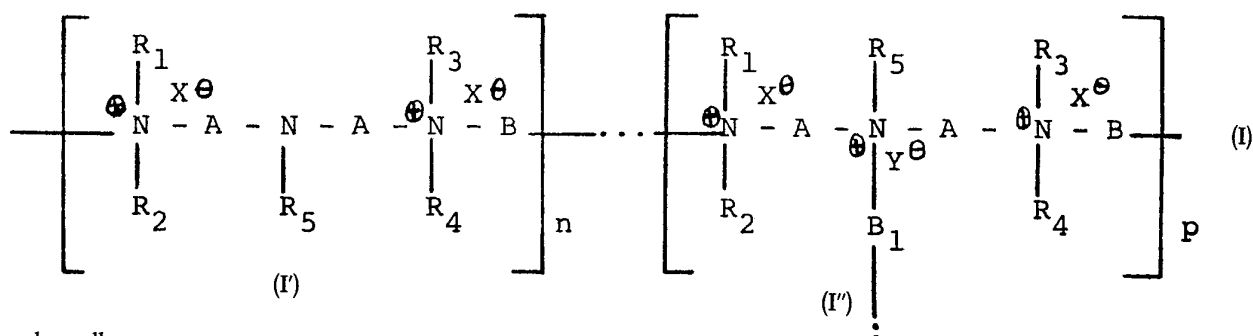 R1 X⊖ R3 X⊖ R1 X⊖ R5 R3 X⊖
⊕N - A - N - A - ⊕N - B ... ⊕N - A - N⊕ Y⊖ - A - ⊕N - B (I)
R2 R5 R4 n R2 B1 R4 p
(I′) (I″)